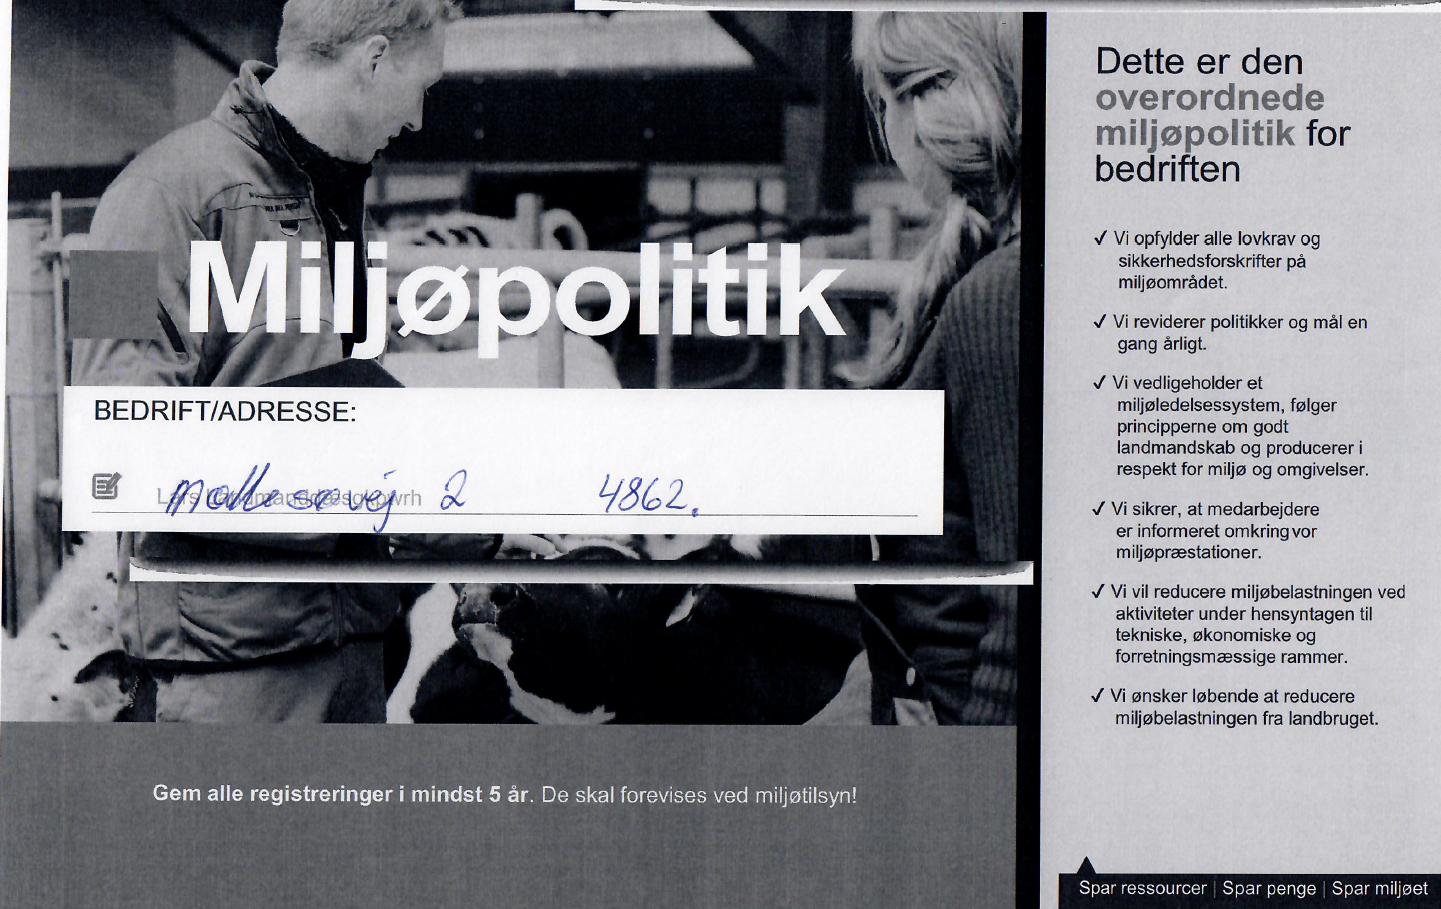 Miljøpolitik
BEDRIFT/ADRESSE:
vej 2 4862.
Gem alle registreringer i mindst 5 år. De skal forevises ved miljøtilsyn!
Dette er den
overordnede
miljøpolitik for
bedriften
✓ Vi opfylder alle lovkrav og
sikkerhedsforskrifter på
miljøområdet.
✓ Vi reviderer politikker og mål en
gang årligt.
✓ Vi vedligeholder et
miljøledelsessystem, følger
principperne om godt
landmandskab og producerer i
respekt for miljø og omgivelser.
✓ Vi sikrer, at medarbejdere
er informeret omkring vor
miljøpræstationer.
✓ Vi vil reducere miljøbelastningen ved
aktiviteter under hensyntagen til
tekniske, økonomiske og
forretningsmæssige rammer.
✓ Vi ønsker løbende at reducere
miljøbelastningen fra landbruget.
Spar ressourcer | Spar penge | Spar miljøet